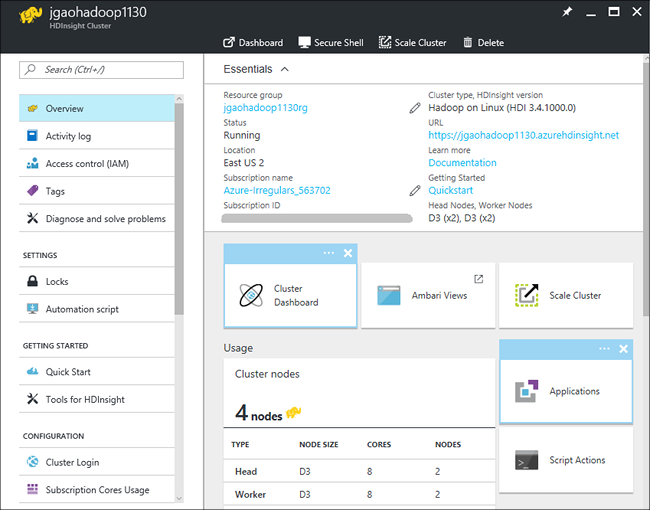 jgaohadoop1130
HDInsight Cluster
Dashboard Secure Shell Scale Cluster Delete
Search (Ctrl+/)
Overview
Activity log
Access control (IAM)
Tags
Diagnose and solve problems
SETTINGS
Locks
Automation script
GETTING STARTED
Quick Start
Tools for HDInsight
CONFIGURATION
Cluster Login
Subscription Cores Usage
Essentials
Resource group
jgaohadoop1130rg
Status
Running
Location
East US 2
Subscription name
Azure-Irregulars_563702
Subscription ID
Cluster type, HDInsight version
Hadoop on Linux (HDI 3.4.1000.0)
URL
https://jgaohadoop1130.azurehdinsight.net
Learn more
Documentation
Getting Started
Quickstart
Head Nodes, Worker Nodes
D3 (x2), D3 (x2)
Cluster
Dashboard
Ambari Views
Scale Cluster
Usage
Cluster nodes
4 nodes
TYPE NODE SIZE CORES NODES
Head D3 8 2
Worker D3 8 2
Applications
Script Actions